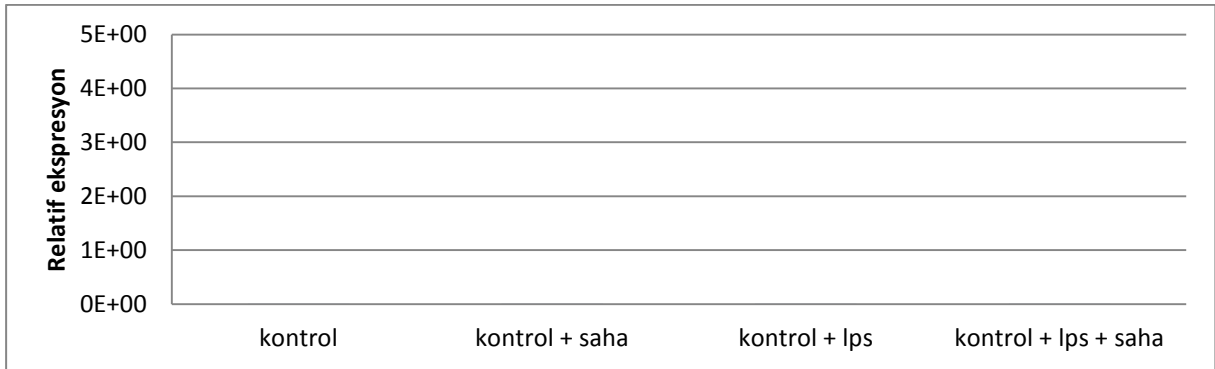 Relatif ekspresyon
5E+00
4E+00
3E+00
2E+00
1E+00
0E+00
kontrol
kontrol + saha
kontrol + lps
kontrol + lps + saha